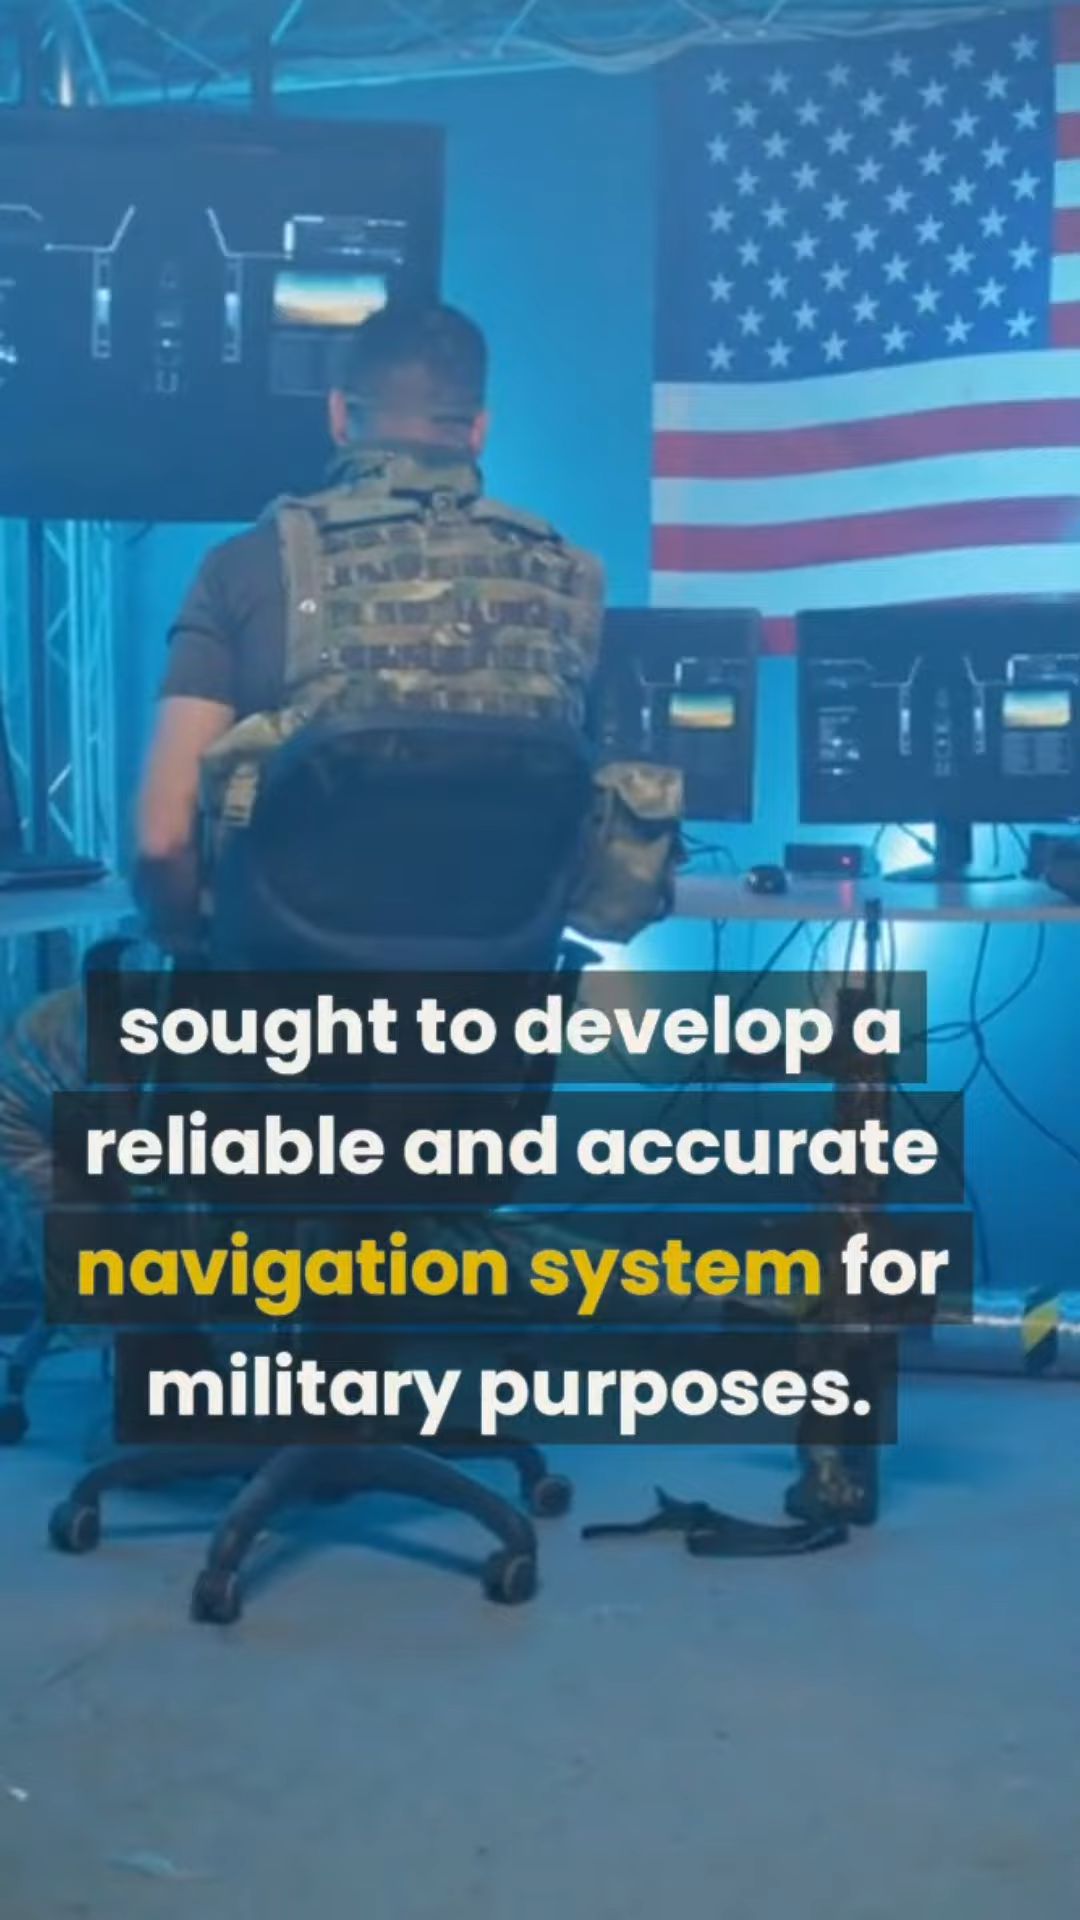 sought to develop a
reliable and accurate
navigation system for
military purposes.